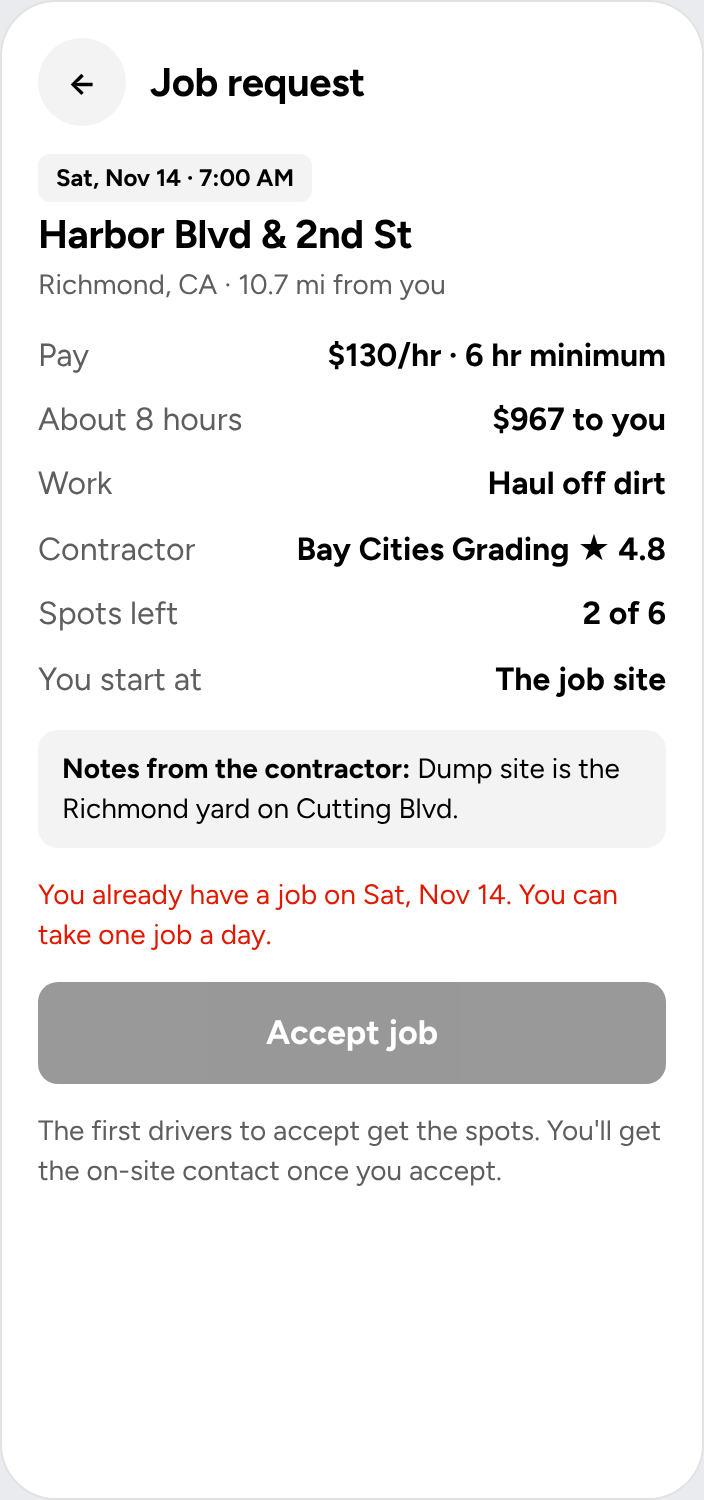 Job request
Sat, Nov 14 · 7:00 AM
Harbor Blvd & 2nd St
Richmond, CA · 10.7 mi from you
Pay $130/hr · 6 hr minimum
About 8 hours $967 to you
Work Haul off dirt
Contractor Bay Cities Grading ★ 4.8
Spots left 2 of 6
You start at The job site
Notes from the contractor: Dump site is the
Richmond yard on Cutting Blvd.
You already have a job on Sat, Nov 14. You can
take one job a day.
Accept job
The first drivers to accept get the spots. You'll get
the on-site contact once you accept.